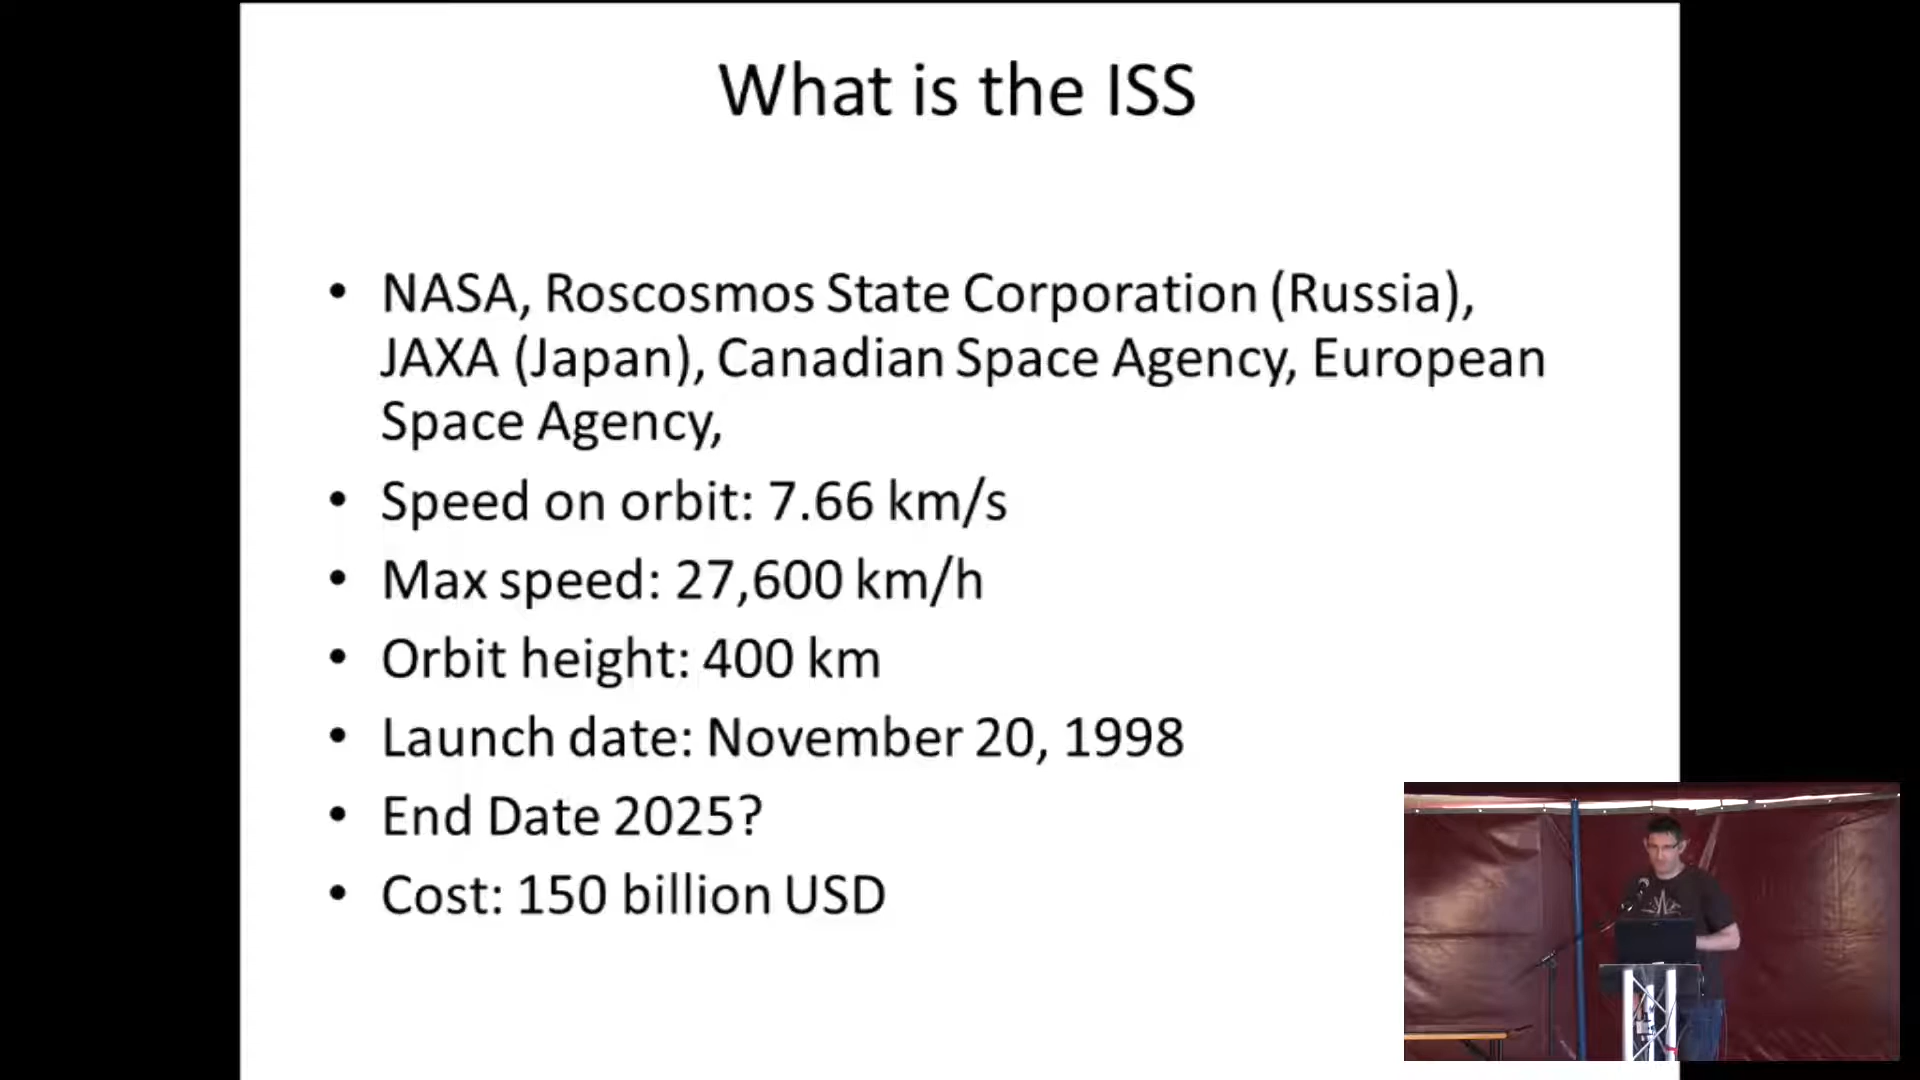 What is the ISS
• NASA, Roscosmos State Corporation (Russia),
JAXA (Japan), Canadian Space Agency, European
Space Agency,
• Speed on orbit: 7.66 km/s
• Max speed: 27,600 km/h
• Orbit height: 400 km
• Launch date: November 20, 1998
• End Date 2025?
• Cost: 150 billion USD